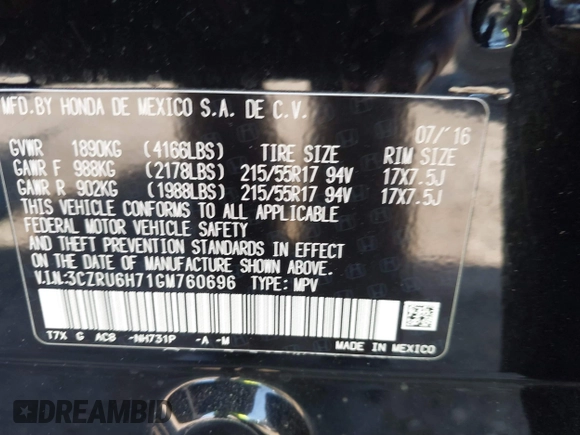 MFD.BY HONDA DE MEXICO S.A. DE C.V.
07/'16
GVWR 1890KG (4166LBS) TIRE SIZE RIM SIZE
GAWR F 988KG (2178LBS) 215/55R17 94V 17X7.5J
GAWR R 902KG (1988LBS) 215/55R17 94V 17X7.5J
THIS VEHICLE CONFORMS TO ALL APPLICABLE
FEDERAL MOTOR VEHICLE SAFETY
AND THEFT PREVENTION STANDARDS IN EFFECT
ON THE DATE OF MANUFACTURE SHOWN ABOVE.
V.I.N.:3CZRU6H71GM760696 TYPE: MPV
T7X G AC8 -NH731P -A -M
MADE IN MEXICO
DREAMBID